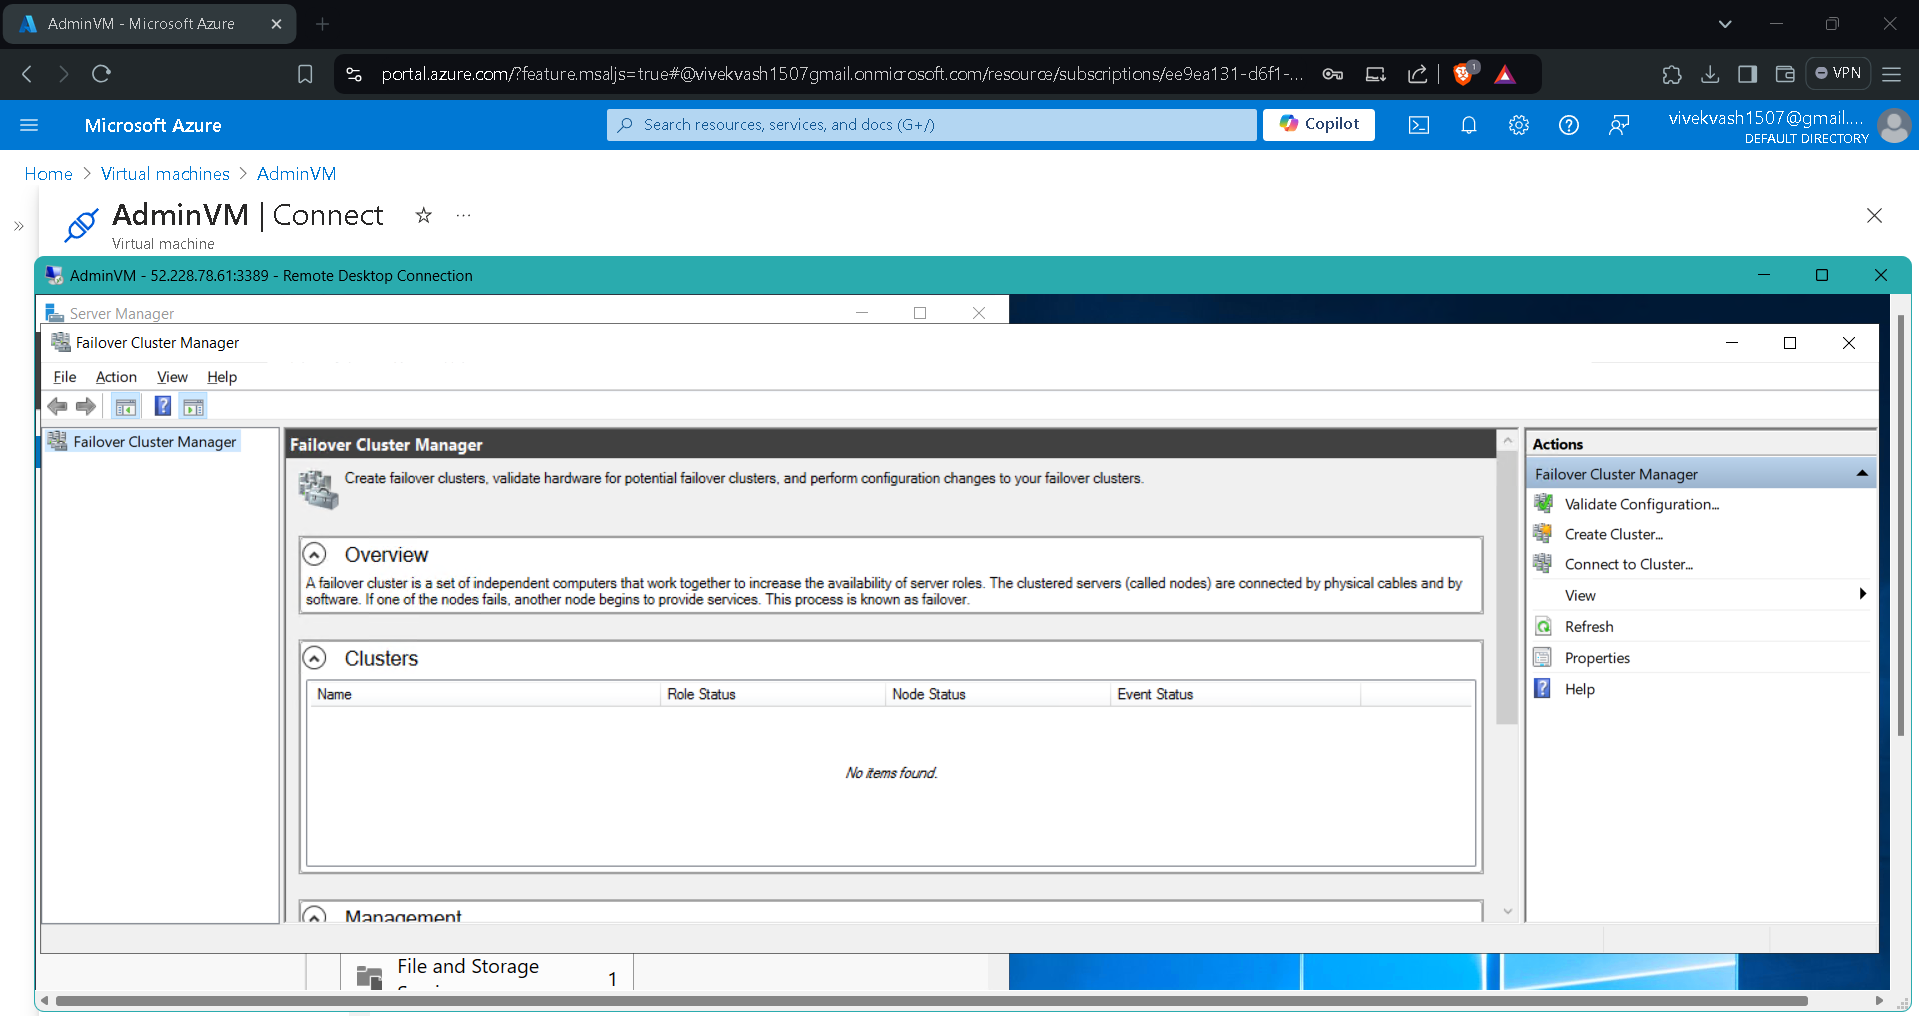 AdminVM - Microsoft Azure
portal.azure.com/?feature.msaljs=true#@vivekvash1507gmail.onmicrosoft.com/resource/subscriptions/ee9ea131-d6f1-...
1
VPN
Microsoft Azure
Search resources, services, and docs (G+/)
Copilot
vivekvash1507@gmail....
DEFAULT DIRECTORY
Home > Virtual machines > AdminVM
AdminVM | Connect
Virtual machine
AdminVM - 52.228.78.61:3389 - Remote Desktop Connection
Server Manager
Failover Cluster Manager
File Action View Help
Failover Cluster Manager
Failover Cluster Manager
Create failover clusters, validate hardware for potential failover clusters, and perform configuration changes to your failover clusters.
Overview
A failover cluster is a set of independent computers that work together to increase the availability of server roles. The clustered servers (called nodes) are connected by physical cables and by
software. If one of the nodes fails, another node begins to provide services. This process is known as failover.
Clusters
Name Role Status Node Status Event Status
No items found.
Management
Actions
Failover Cluster Manager
Validate Configuration...
Create Cluster...
Connect to Cluster...
View
Refresh
Properties
Help
File and Storage
1